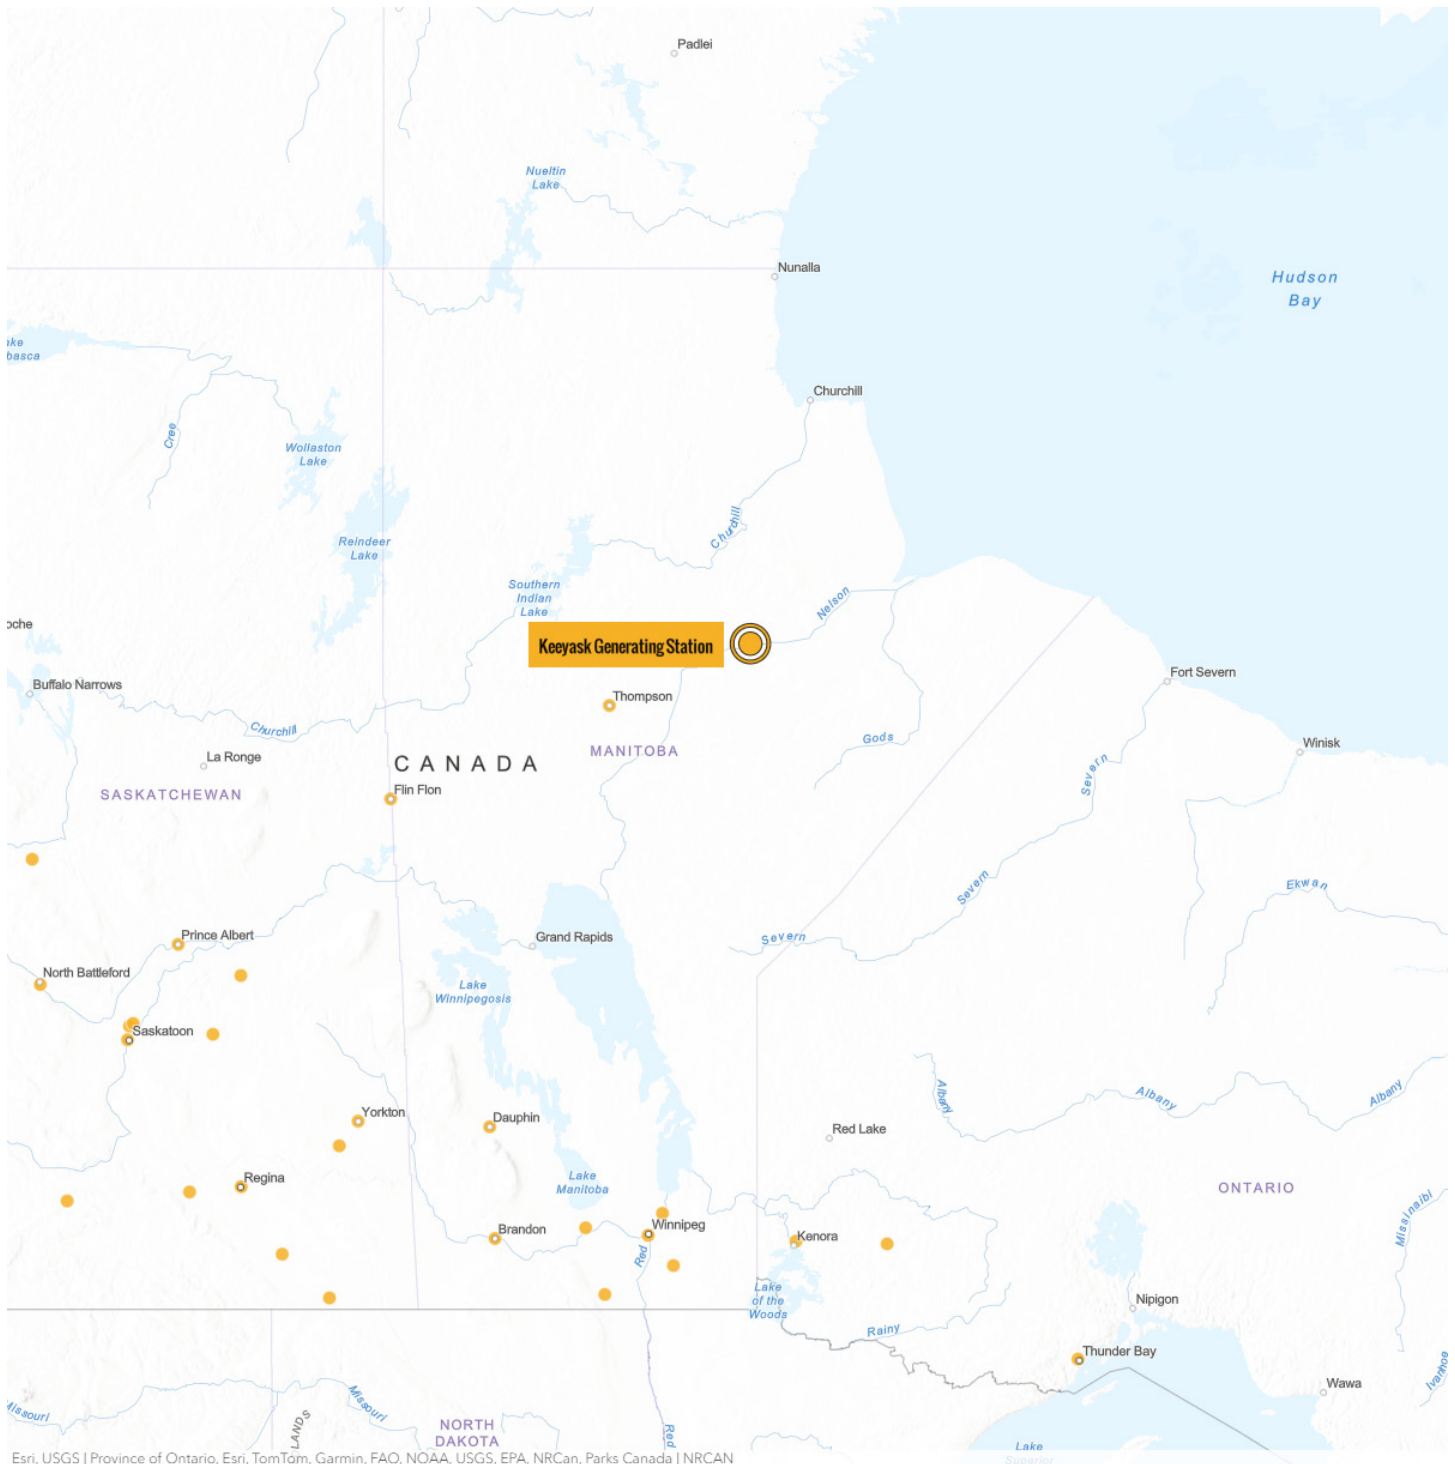 Padlei
Nueltin
Lake
Nunalla
Hudson
Bay
Churchill
Cree
Wollaston
Lake
Reindeer
Lake
Churchill
Southern
Indian
Lake
Nelson
Keeyask Generating Station
Buffalo Narrows
Thompson
Fort Severn
Churchill
Gods
MANITOBA
Winisk
La Ronge
CANADA
Severn
SASKATCHEWAN
Flin Flon
Severn
Ekwan
Prince Albert
Grand Rapids
Severn
North Battleford
Lake
Winnipegosis
Saskatoon
Albany
Albany
Albany
Yorkton
Dauphin
Red Lake
Regina
Lake
Manitoba
ONTARIO
Missinaibi
Brandon
Winnipeg
Kenora
Red
Lake
of the
Woods
Nipigon
Rainy
Thunder Bay
Ivanhoe
Wawa
Missouri
Missouri
LANDS
NORTH
DAKOTA
Red
Lake
Superior
Esri, USGS | Province of Ontario, Esri, TomTom, Garmin, FAO, NOAA, USGS, EPA, NRCan, Parks Canada | NRCAN